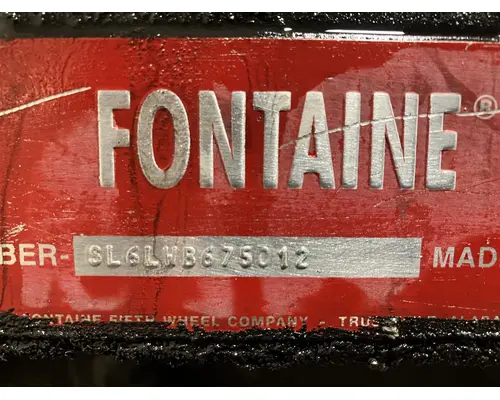 FONTAINE®
BER- SL6LWB675012 MAD
FONTAINE FIFTH WHEEL COMPANY -